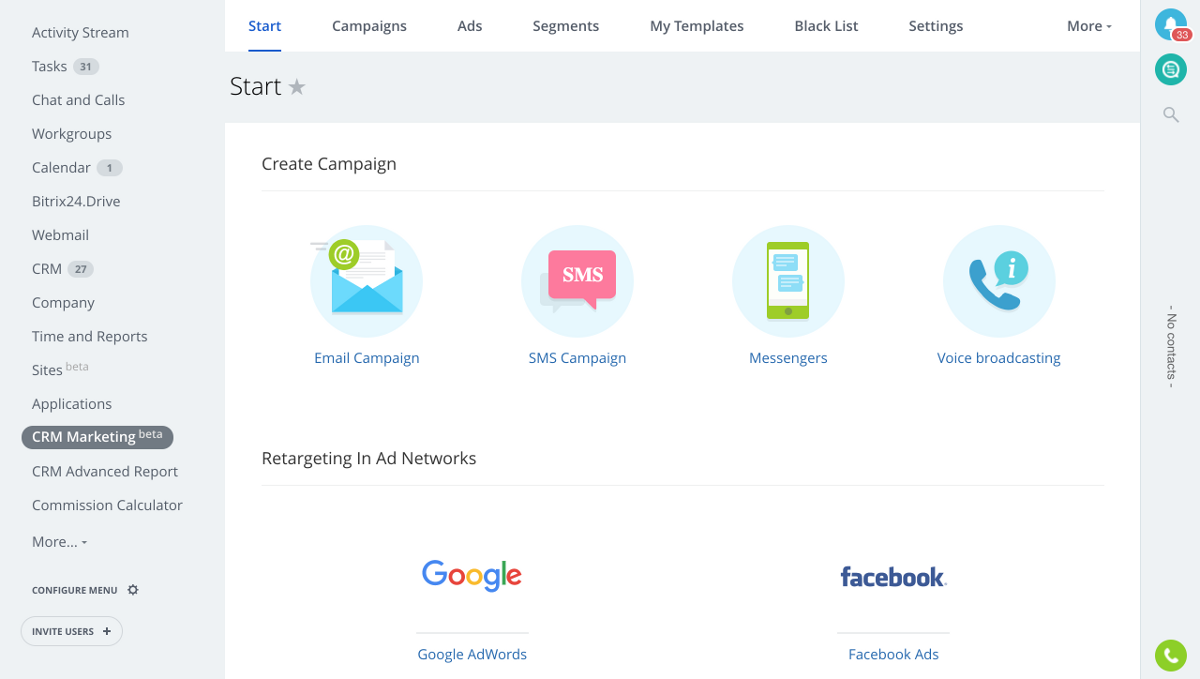 Activity Stream
Tasks 31
Chat and Calls
Workgroups
Calendar 1
Bitrix24.Drive
Webmail
CRM 27
Company
Time and Reports
Sites beta
Applications
CRM Marketing beta
CRM Advanced Report
Commission Calculator
More...
CONFIGURE MENU
INVITE USERS +
Start Campaigns Ads Segments My Templates Black List Settings More
Start
Create Campaign
@
SMS
i
Email Campaign SMS Campaign Messengers Voice broadcasting
Retargeting In Ad Networks
Google facebook
Google AdWords Facebook Ads
33
- No contacts -